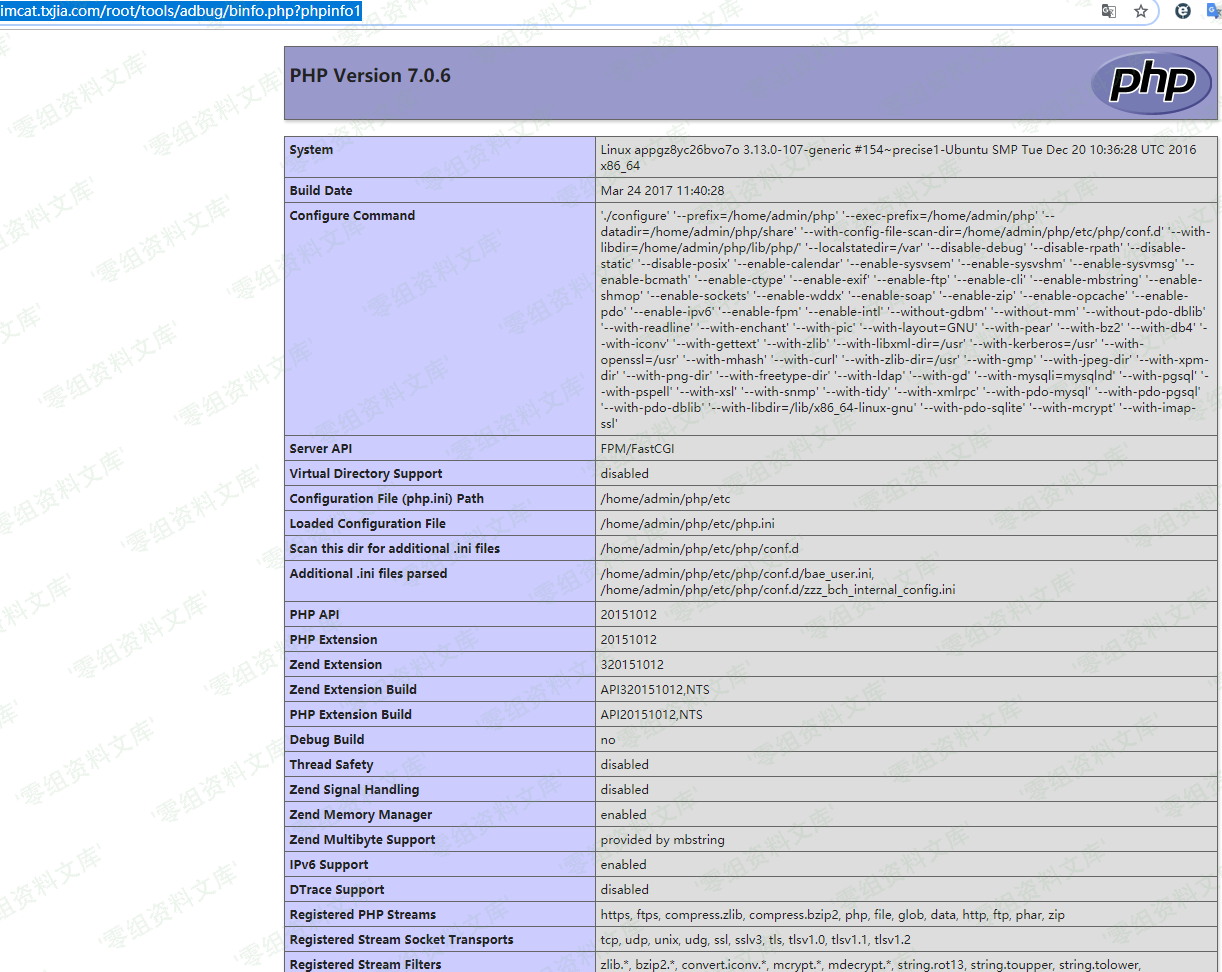 imcat.txjia.com/root/tools/adbug/binfo.php?phpinfo1
PHP Version 7.0.6
php
System
Linux appgz8yc26bvo7o 3.13.0-107-generic #154~precise1-Ubuntu SMP Tue Dec 20 10:36:28 UTC 2016
x86_64
Build Date
Mar 24 2017 11:40:28
Configure Command
'./configure' '--prefix=/home/admin/php' '--exec-prefix=/home/admin/php' '--
datadir=/home/admin/php/share' '--with-config-file-scan-dir=/home/admin/php/etc/php/conf.d' '--with-
libdir=/home/admin/php/lib/php/' '--localstatedir=/var' '--disable-debug' '--disable-rpath' '--disable-
static' '--disable-posix' '--enable-calendar' '--enable-sysvsem' '--enable-sysvshm' '--enable-sysvmsg' '--
enable-bcmath' '--enable-ctype' '--enable-exif' '--enable-ftp' '--enable-cli' '--enable-mbstring' '--enable-
shmop' '--enable-sockets' '--enable-wddx' '--enable-soap' '--enable-zip' '--enable-opcache' '--enable-
pdo' '--enable-ipv6' '--enable-fpm' '--enable-intl' '--without-gdbm' '--without-mm' '--without-pdo-dblib'
'--with-readline' '--with-enchant' '--with-pic' '--with-layout=GNU' '--with-pear' '--with-bz2' '--with-db4' '-
-with-iconv' '--with-gettext' '--with-zlib' '--with-libxml-dir=/usr' '--with-kerberos=/usr' '--with-
openssl=/usr' '--with-mhash' '--with-curl' '--with-zlib-dir=/usr' '--with-gmp' '--with-jpeg-dir' '--with-xpm-
dir' '--with-png-dir' '--with-freetype-dir' '--with-ldap' '--with-gd' '--with-mysqli=mysqlnd' '--with-pgsql' '-
-with-pspell' '--with-xsl' '--with-snmp' '--with-tidy' '--with-xmlrpc' '--with-pdo-mysql' '--with-pdo-pgsql'
'--with-pdo-dblib' '--with-libdir=/lib/x86_64-linux-gnu' '--with-pdo-sqlite' '--with-mcrypt' '--with-imap-
ssl'
Server API
FPM/FastCGI
Virtual Directory Support
disabled
Configuration File (php.ini) Path
/home/admin/php/etc
Loaded Configuration File
/home/admin/php/etc/php.ini
Scan this dir for additional .ini files
/home/admin/php/etc/php/conf.d
Additional .ini files parsed
/home/admin/php/etc/php/conf.d/bae_user.ini,
/home/admin/php/etc/php/conf.d/zzz_bch_internal_config.ini
PHP API
20151012
PHP Extension
20151012
Zend Extension
320151012
Zend Extension Build
API320151012,NTS
PHP Extension Build
API20151012,NTS
Debug Build
no
Thread Safety
disabled
Zend Signal Handling
disabled
Zend Memory Manager
enabled
Zend Multibyte Support
provided by mbstring
IPv6 Support
enabled
DTrace Support
disabled
Registered PHP Streams
https, ftps, compress.zlib, compress.bzip2, php, file, glob, data, http, ftp, phar, zip
Registered Stream Socket Transports
tcp, udp, unix, udg, ssl, sslv3, tls, tlsv1.0, tlsv1.1, tlsv1.2
Registered Stream Filters
zlib.*, bzip2.*, convert.iconv.*, mcrypt.*, mdecrypt.*, string.rot13, string.toupper, string.tolower,
'零组资料文库'